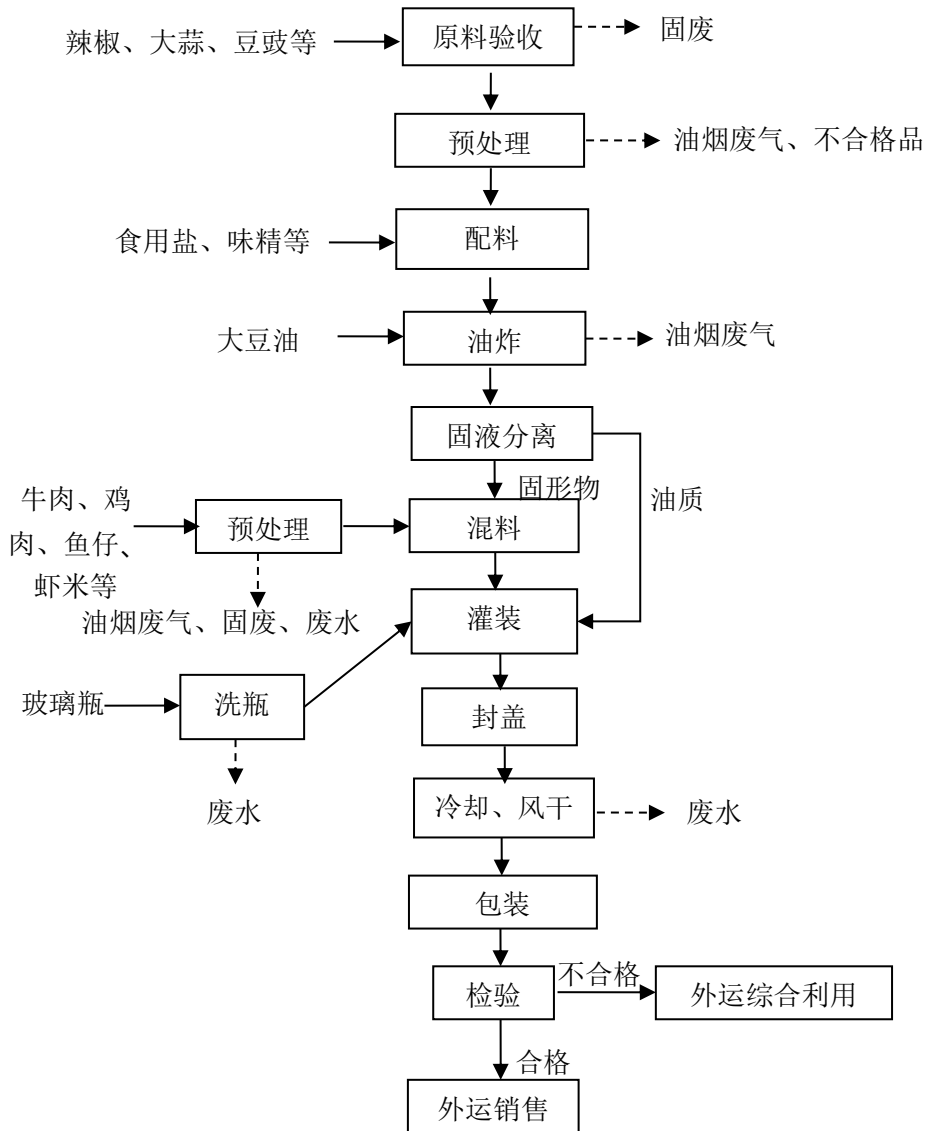 辣椒、大蒜、豆豉等
原料验收
固废
预处理
油烟废气、不合格品
食用盐、味精等
配料
大豆油
油炸
油烟废气
固液分离
固形物
油质
牛肉、鸡
肉、鱼仔、
虾米等
预处理
混料
油烟废气、固废、废水
灌装
玻璃瓶
洗瓶
封盖
废水
冷却、风干
废水
包装
检验
不合格
外运综合利用
合格
外运销售